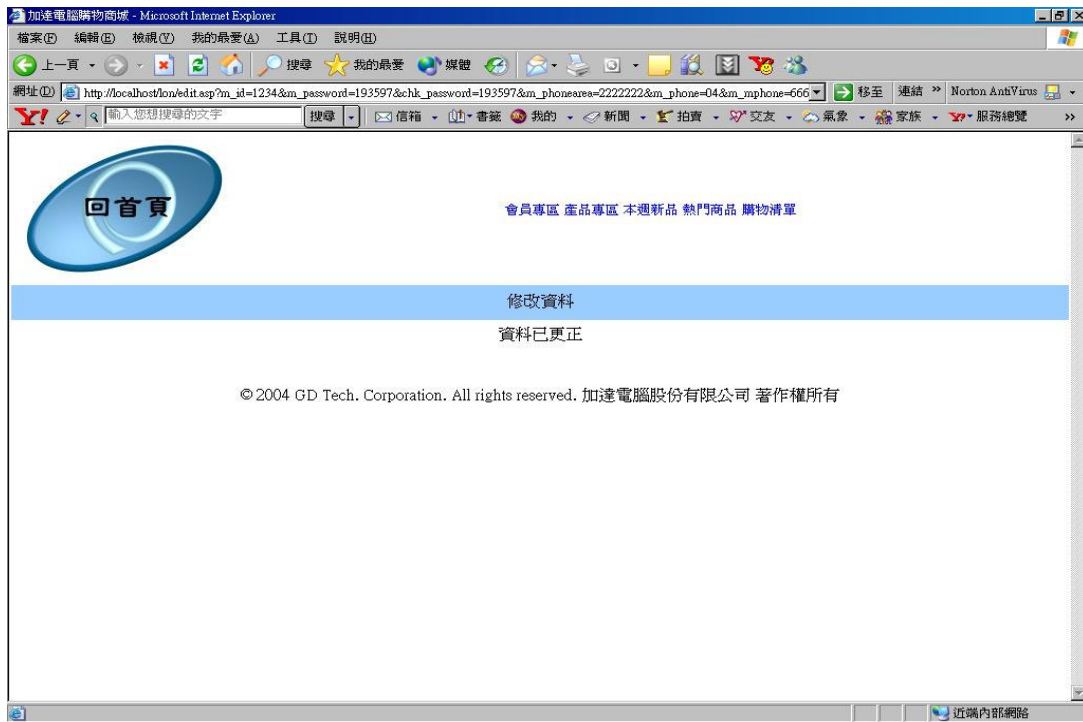 加達電腦購物商城 - Microsoft Internet Explorer
檔案(F) 編輯(E) 檢視(V) 我的最愛(A) 工具(T) 說明(H)
上一頁 搜尋 我的最愛 媒體
網址(D) http://localhost/lon/edit.asp?m_id=1234&m_password=193597&chk_password=193597&m_phonearea=2222222&m_phone=04&m_mphone=666 移至 連結 » Norton AntiVirus
Y! 輸入您想搜尋的文字 搜尋 信箱 書籤 我的 新聞 拍賣 交友 氣象 家族 Y? 服務總覽 »
回首頁
會員專區 產品專區 本週新品 熱門商品 購物清單
修改資料
資料已更正
© 2004 GD Tech. Corporation. All rights reserved. 加達電腦股份有限公司 著作權所有
近端內部網路